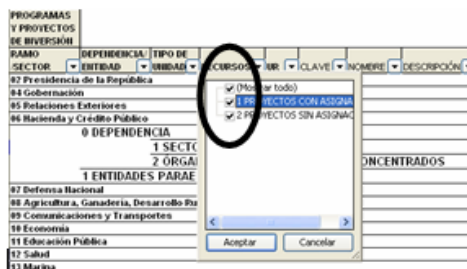 PROGRAMAS
Y PROYECTOS
DE INVERSIÓN
RAMO DEPENDENCIA/ TIPO DE
/SECTOR ENTIDAD UNIDAD RECURSOS UR CLAVE NOMBRE DESCRIPCIÓN
02 Presidencia de la República
04 Gobernación
05 Relaciones Exteriores
06 Hacienda y Crédito Público
0 DEPENDENCIA
1 SECTO
2 ÓRGA ONCENTRADOS
1 ENTIDADES PARAE
07 Defensa Nacional
08 Agricultura, Ganadería, Desarrollo Ru
09 Comunicaciones y Transportes
10 Economía
11 Educación Pública
12 Salud
13 Marina
(Mostrar todo)
1 PROYECTOS CON ASIGNA
2 PROYECTOS SIN ASIGNAC
Aceptar Cancelar